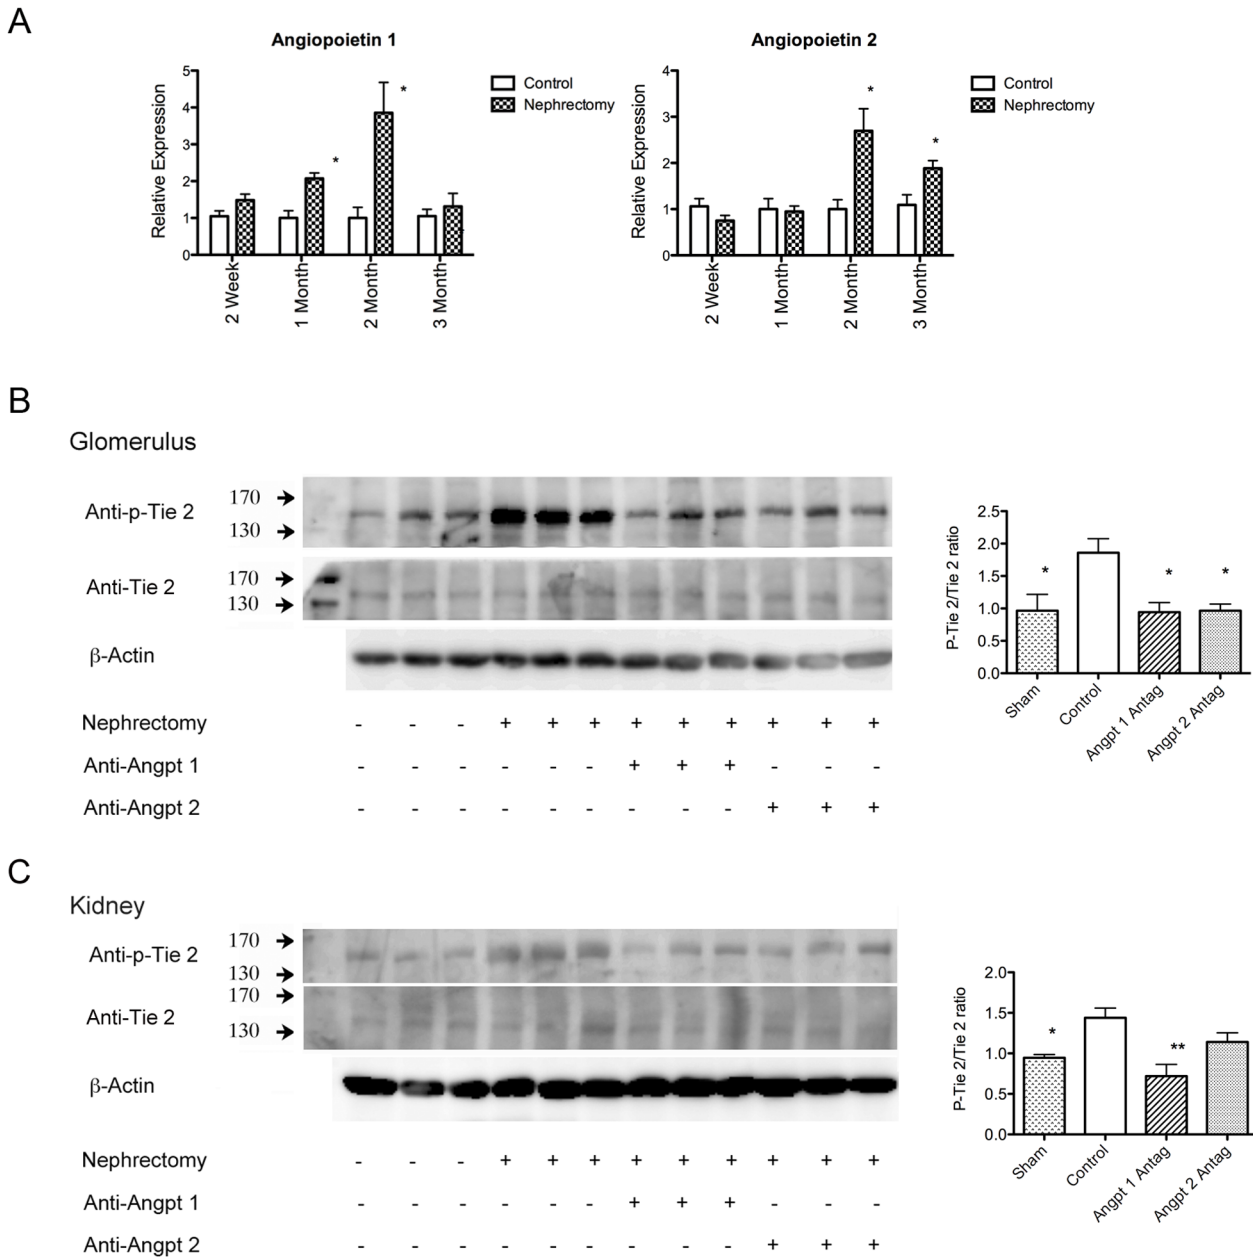 A
Angiopoietin 1
Relative Expression
5
4
3
2
1
0
2 Week
1 Month
2 Month
3 Month
*
*
Control
Nephrectomy
Angiopoietin 2
Relative Expression
4
3
2
1
0
2 Week
1 Month
2 Month
3 Month
*
*
Control
Nephrectomy
B
Glomerulus
Anti-p-Tie 2
170
130
Anti-Tie 2
170
130
β-Actin
Nephrectomy - - - + + + + + + + + +
Anti-Angpt 1 - - - - - - + + + - - -
Anti-Angpt 2 - - - - - - - - - + + +
P-Tie 2/Tie 2 ratio
2.5
2.0
1.5
1.0
0.5
0.0
* * *
Sham
Control
Angpt 1 Antag
Angpt 2 Antag
C
Kidney
Anti-p-Tie 2
170
130
Anti-Tie 2
170
130
β-Actin
Nephrectomy - - - + + + + + + + + +
Anti-Angpt 1 - - - - - - + + + - - -
Anti-Angpt 2 - - - - - - - - - + + +
P-Tie 2/Tie 2 ratio
2.0
1.5
1.0
0.5
0.0
* **
Sham
Control
Angpt 1 Antag
Angpt 2 Antag